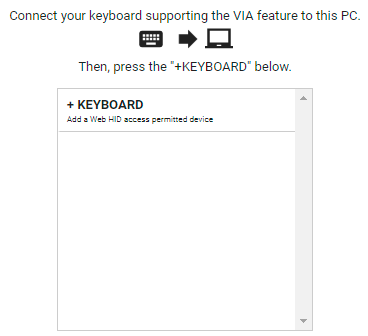 Connect your keyboard supporting the VIA feature to this PC.
Then, press the "+KEYBOARD" below.
+ KEYBOARD
Add a Web HID access permitted device